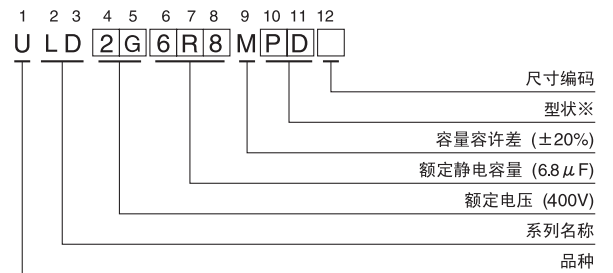 1 2 3 4 5 6 7 8 9 10 11 12
U L D 2 G 6 R 8 M P D
尺寸编码
型状※
容量容许差 (±20%)
额定静电容量 (6.8μF)
额定电压 (400V)
系列名称
品种